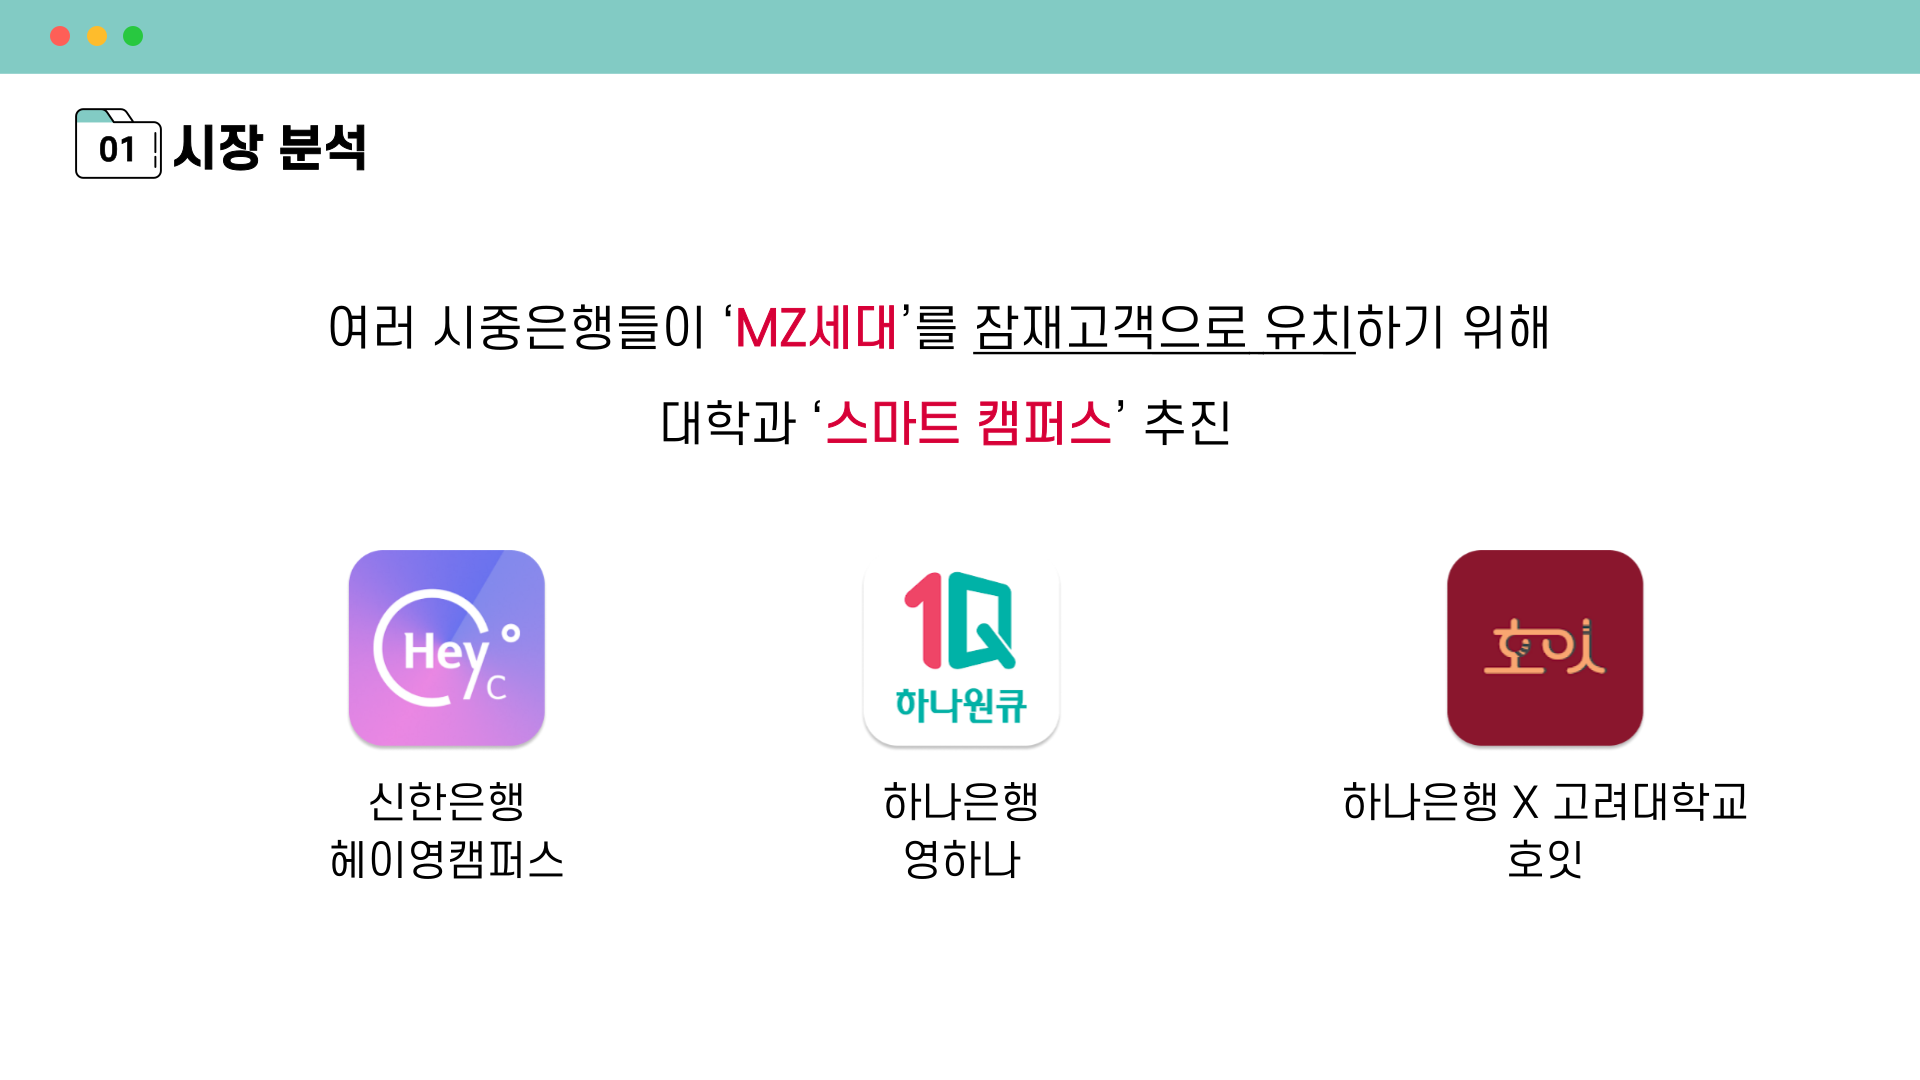 01 시장 분석
여러 시중은행들이 ‘MZ세대’를 잠재고객으로 유치하기 위해
대학과 ‘스마트 캠퍼스’ 추진
Hey
C
1Q
하나원큐
호잇
신한은행
헤이영캠퍼스
하나은행
영하나
하나은행 X 고려대학교
호잇